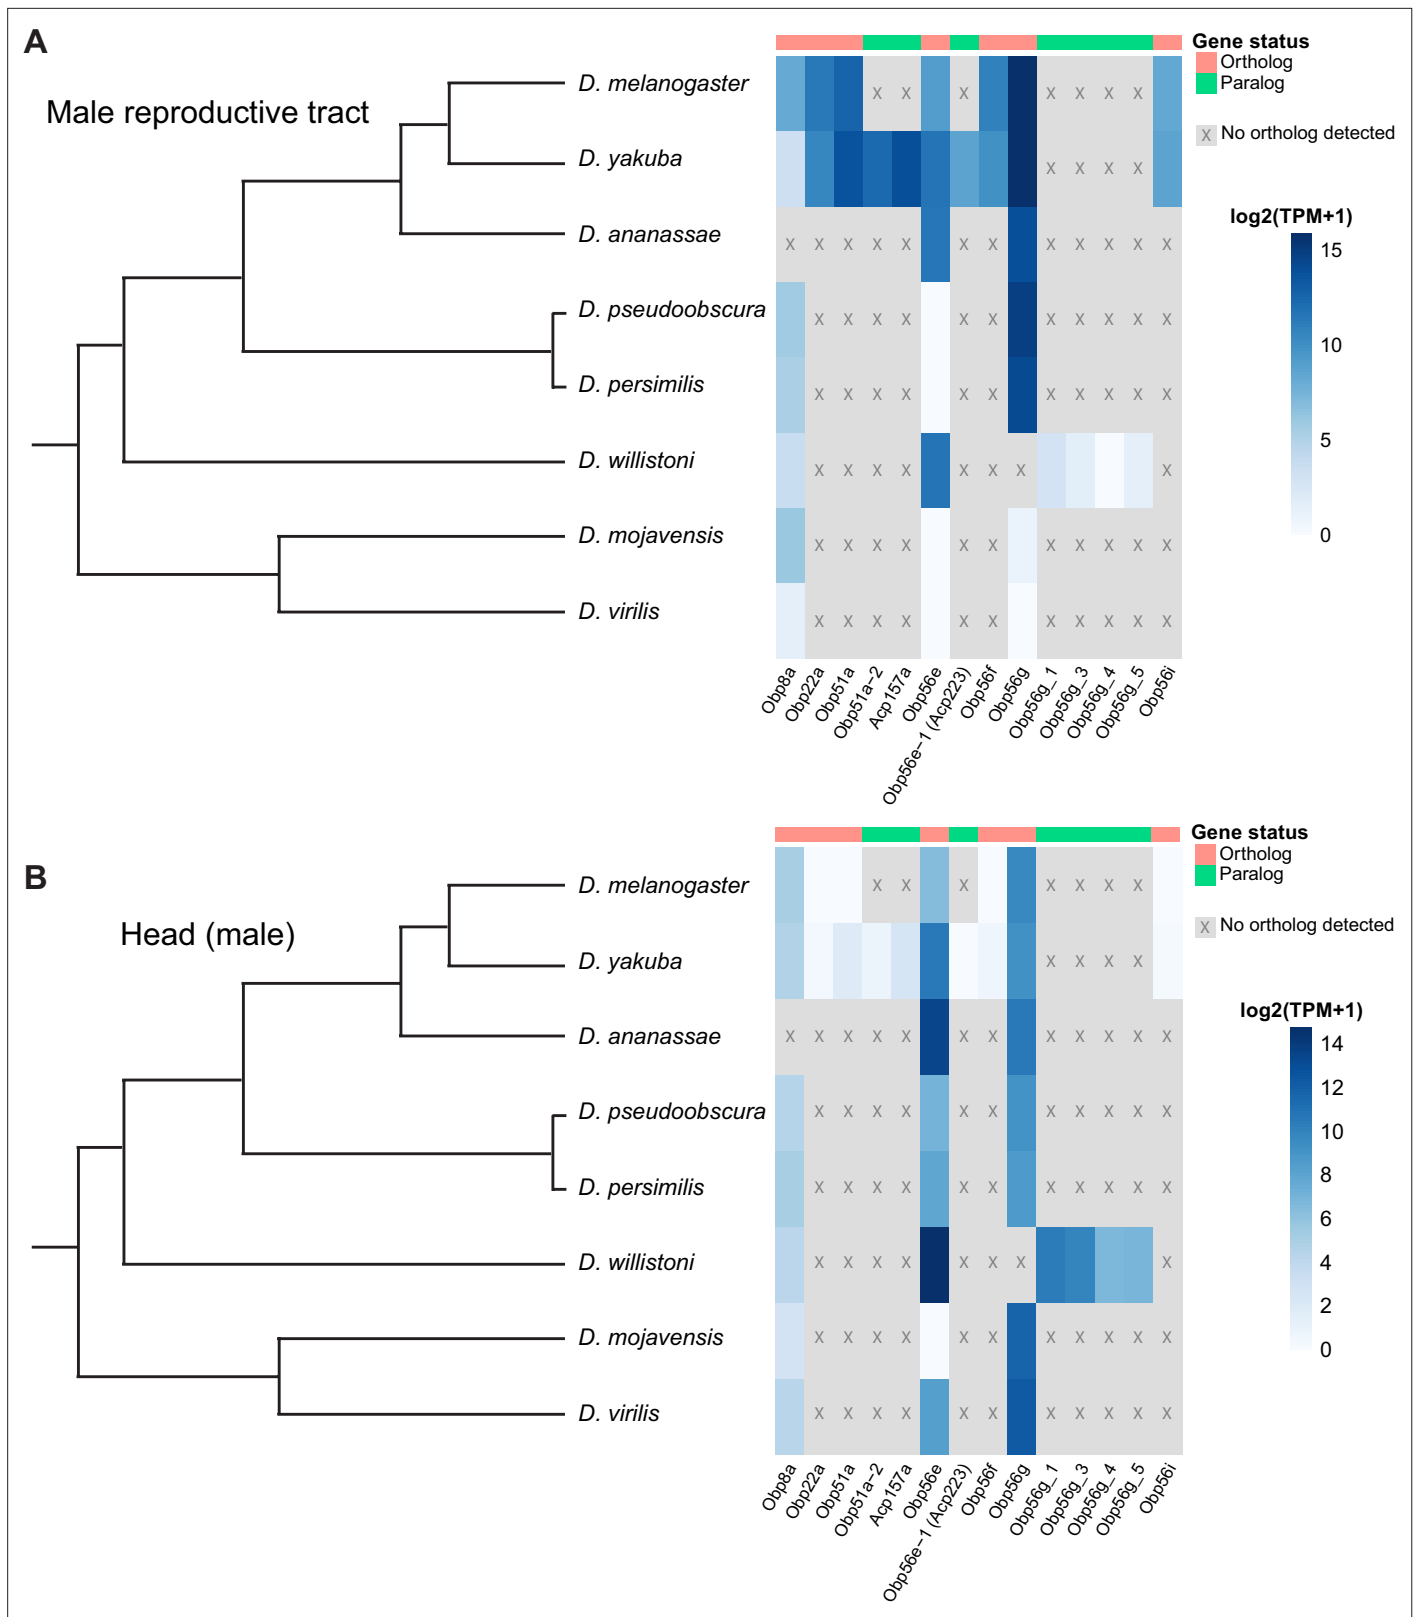 A
Male reproductive tract
D. melanogaster
D. yakuba
D. ananassae
D. pseudoobscura
D. persimilis
D. willistoni
D. mojavensis
D. virilis
X X X X X X X
X X X X
X X X X X X X X X X X X
X X X X X X X X X X X
X X X X X X X X X X X
X X X X X X X X
X X X X X X X X X X X
X X X X X X X X X X X
Gene status
Ortholog
Paralog
X No ortholog detected
log2(TPM+1)
15
10
5
0
Obp8a
Obp22a
Obp51a
Obp51a−2
Acp157a
Obp56e
Obp56e−1 (Acp223)
Obp56f
Obp56g
Obp56g_1
Obp56g_3
Obp56g_4
Obp56g_5
Obp56i
B
Head (male)
D. melanogaster
D. yakuba
D. ananassae
D. pseudoobscura
D. persimilis
D. willistoni
D. mojavensis
D. virilis
X X X X X X X
X X X X
X X X X X X X X X X X X
X X X X X X X X X X X
X X X X X X X X X X X
X X X X X X X X
X X X X X X X X X X X
X X X X X X X X X X X
Gene status
Ortholog
Paralog
X No ortholog detected
log2(TPM+1)
14
12
10
8
6
4
2
0
Obp8a
Obp22a
Obp51a
Obp51a−2
Acp157a
Obp56e
Obp56e−1 (Acp223)
Obp56f
Obp56g
Obp56g_1
Obp56g_3
Obp56g_4
Obp56g_5
Obp56i